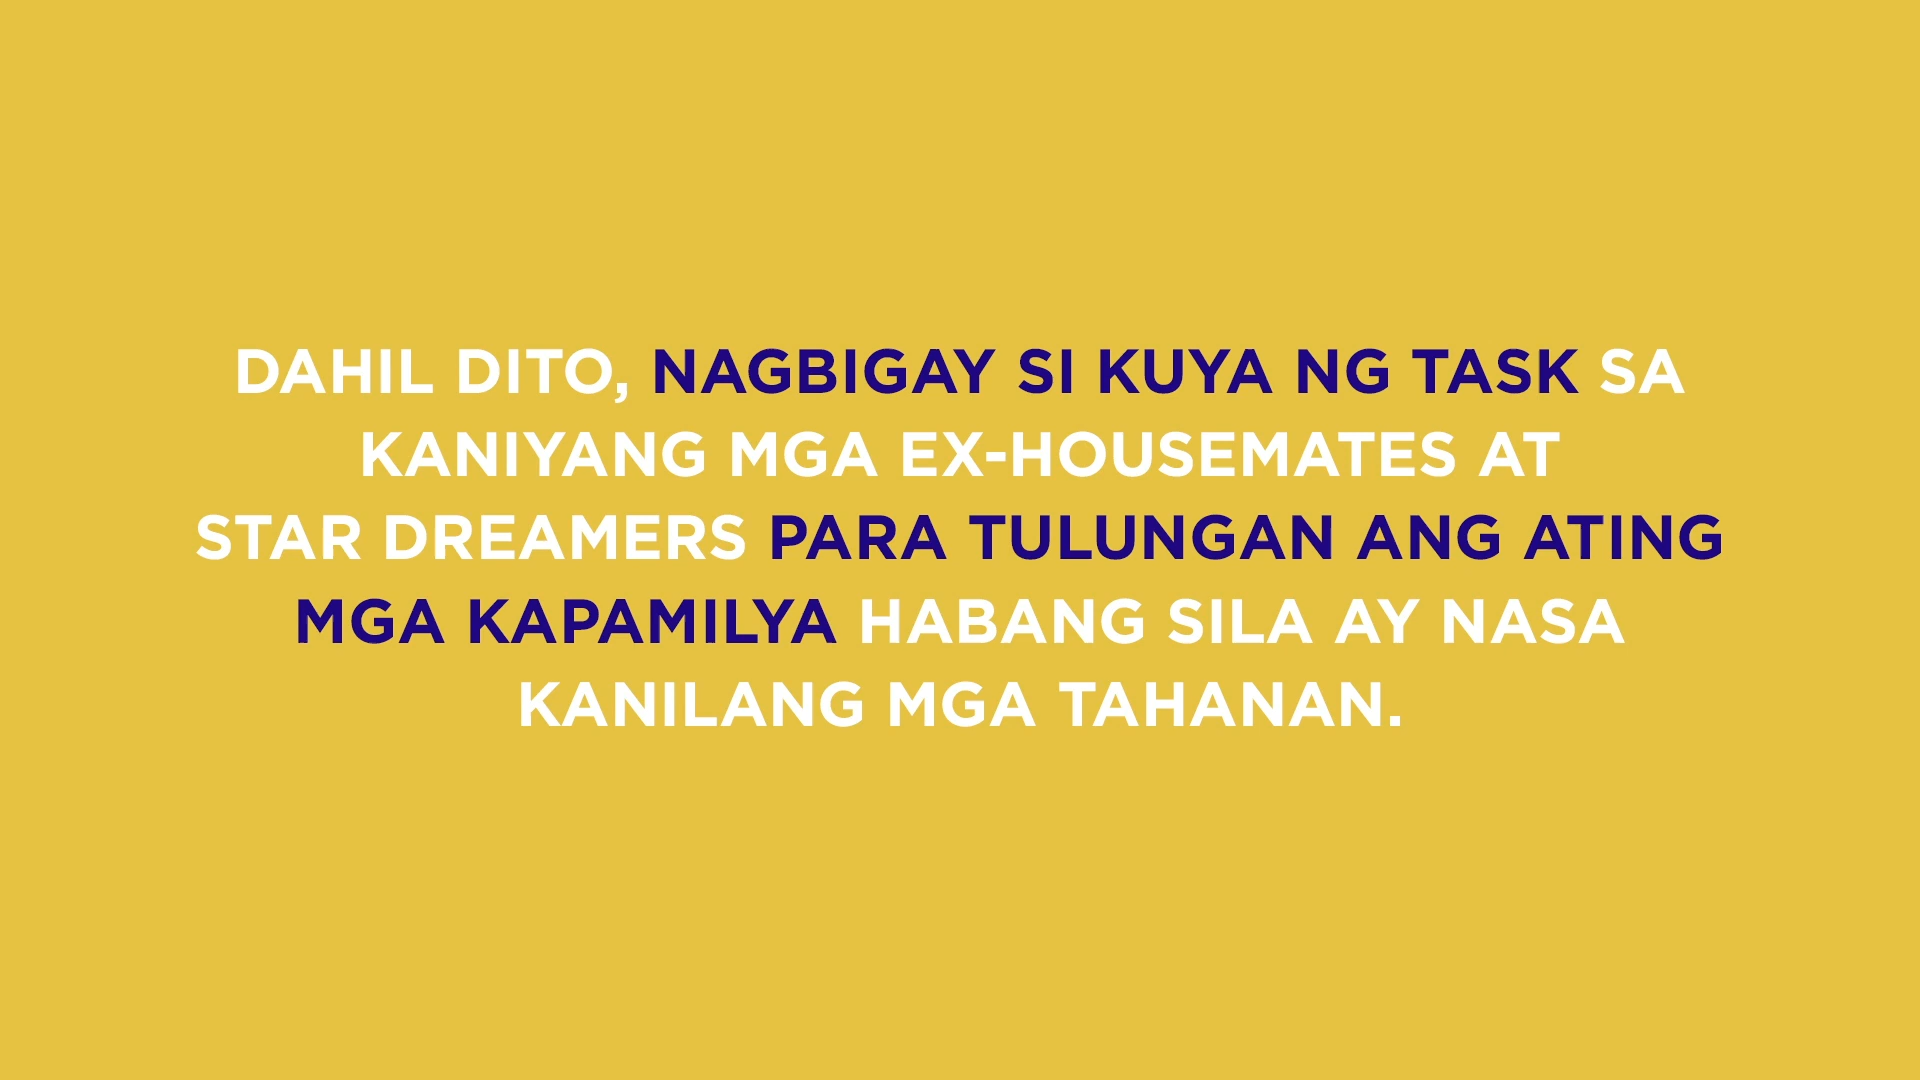 DAHIL DITO, NAGBIGAY SI KUYA NG TASK SA
KANIYANG MGA EX-HOUSEMATES AT
STAR DREAMERS PARA TULUNGAN ANG ATING
MGA KAPAMILYA HABANG SILA AY NASA
KANILANG MGA TAHANAN.